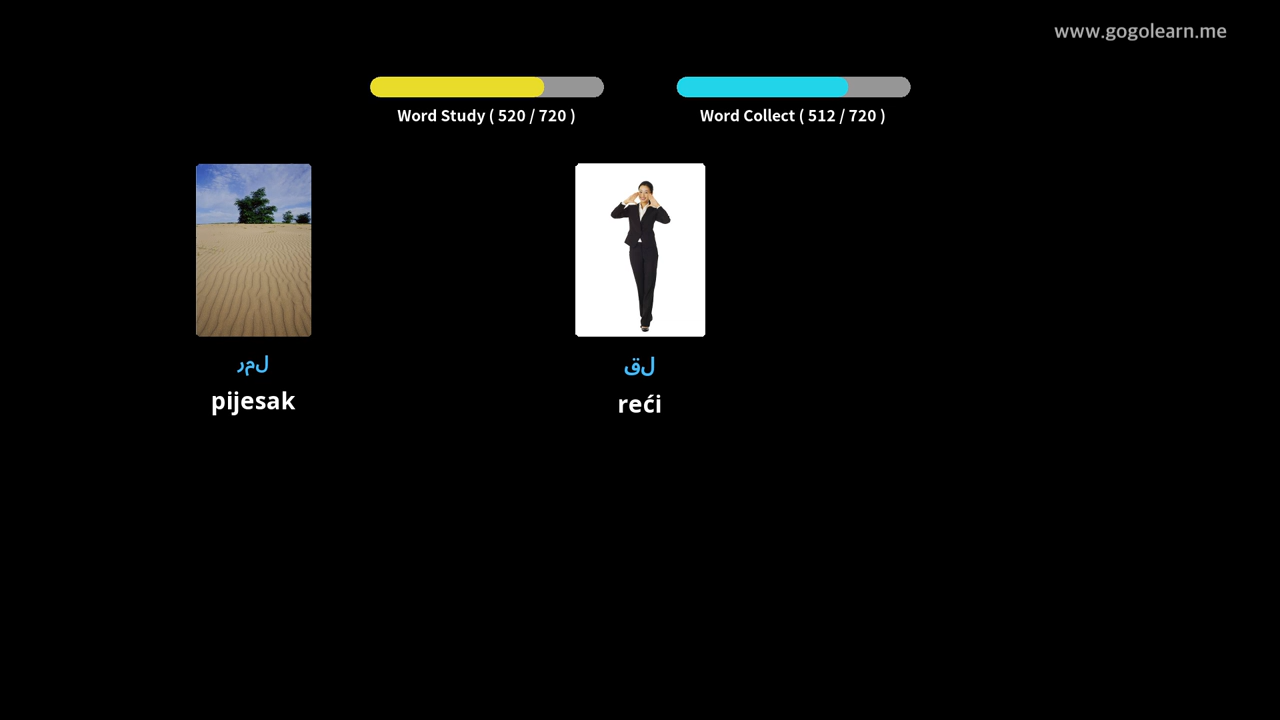 www.gogolearn.me
Word Study ( 520 / 720 )
Word Collect ( 512 / 720 )
رمل
قل
pijesak
reći